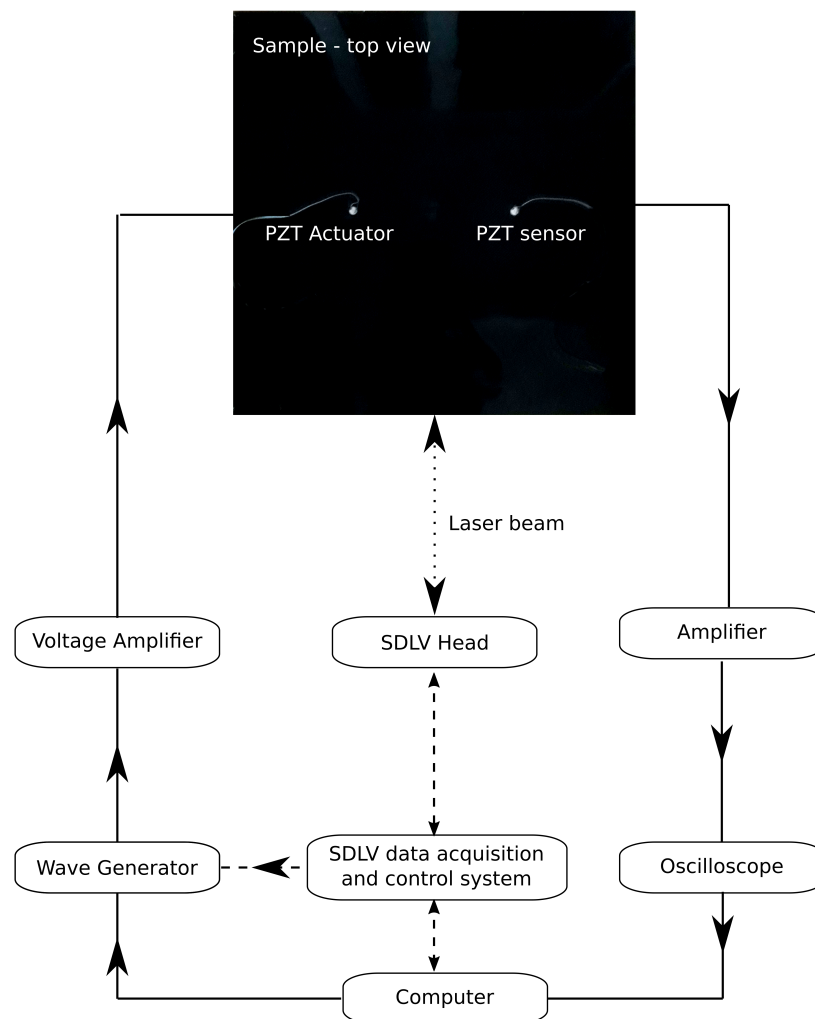 Sample - top view
PZT Actuator
PZT sensor
Laser beam
Voltage Amplifier
SDLV Head
Amplifier
Wave Generator
SDLV data acquisition
and control system
Oscilloscope
Computer